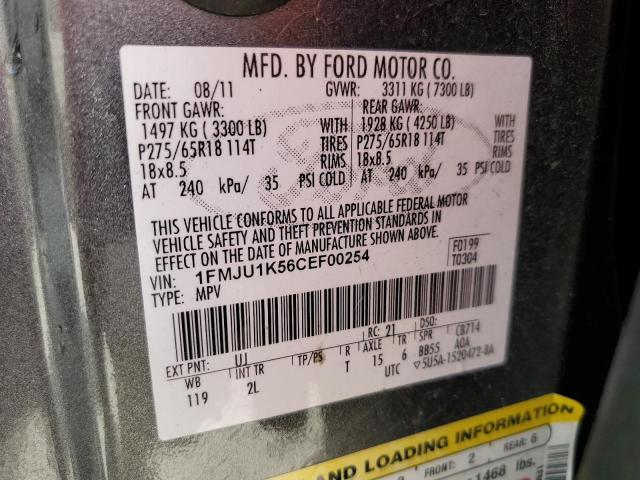 MFD. BY FORD MOTOR CO.
DATE: 08/11 GVWR: 3311 KG (7300 LB)
FRONT GAWR: REAR GAWR:
1497 KG (3300 LB) WITH 1928 KG (4250 LB) WITH
P275/65R18 114T TIRES P275/65R18 114T TIRES
18x8.5 RIMS 18x8.5 RIMS
AT 240 kPa/ 35 PSI COLD AT 240 kPa/ 35 PSI COLD
THIS VEHICLE CONFORMS TO ALL APPLICABLE FEDERAL MOTOR
VEHICLE SAFETY AND THEFT PREVENTION STANDARDS IN
EFFECT ON THE DATE OF MANUFACTURE SHOWN ABOVE. F0199
VIN: 1FMJU1K56CEF00254 T0304
TYPE: MPV
EXT PNT: UJ RC: 21 DSO:
WB INT TR TP/PS R AXLE TR SPR CB714
119 2L T 15 6 BB55 AOA
UTC 5U5A-1520472-BA
AND LOADING INFORMATION
FRONT: 2 REAR: 6
1468 lbs.